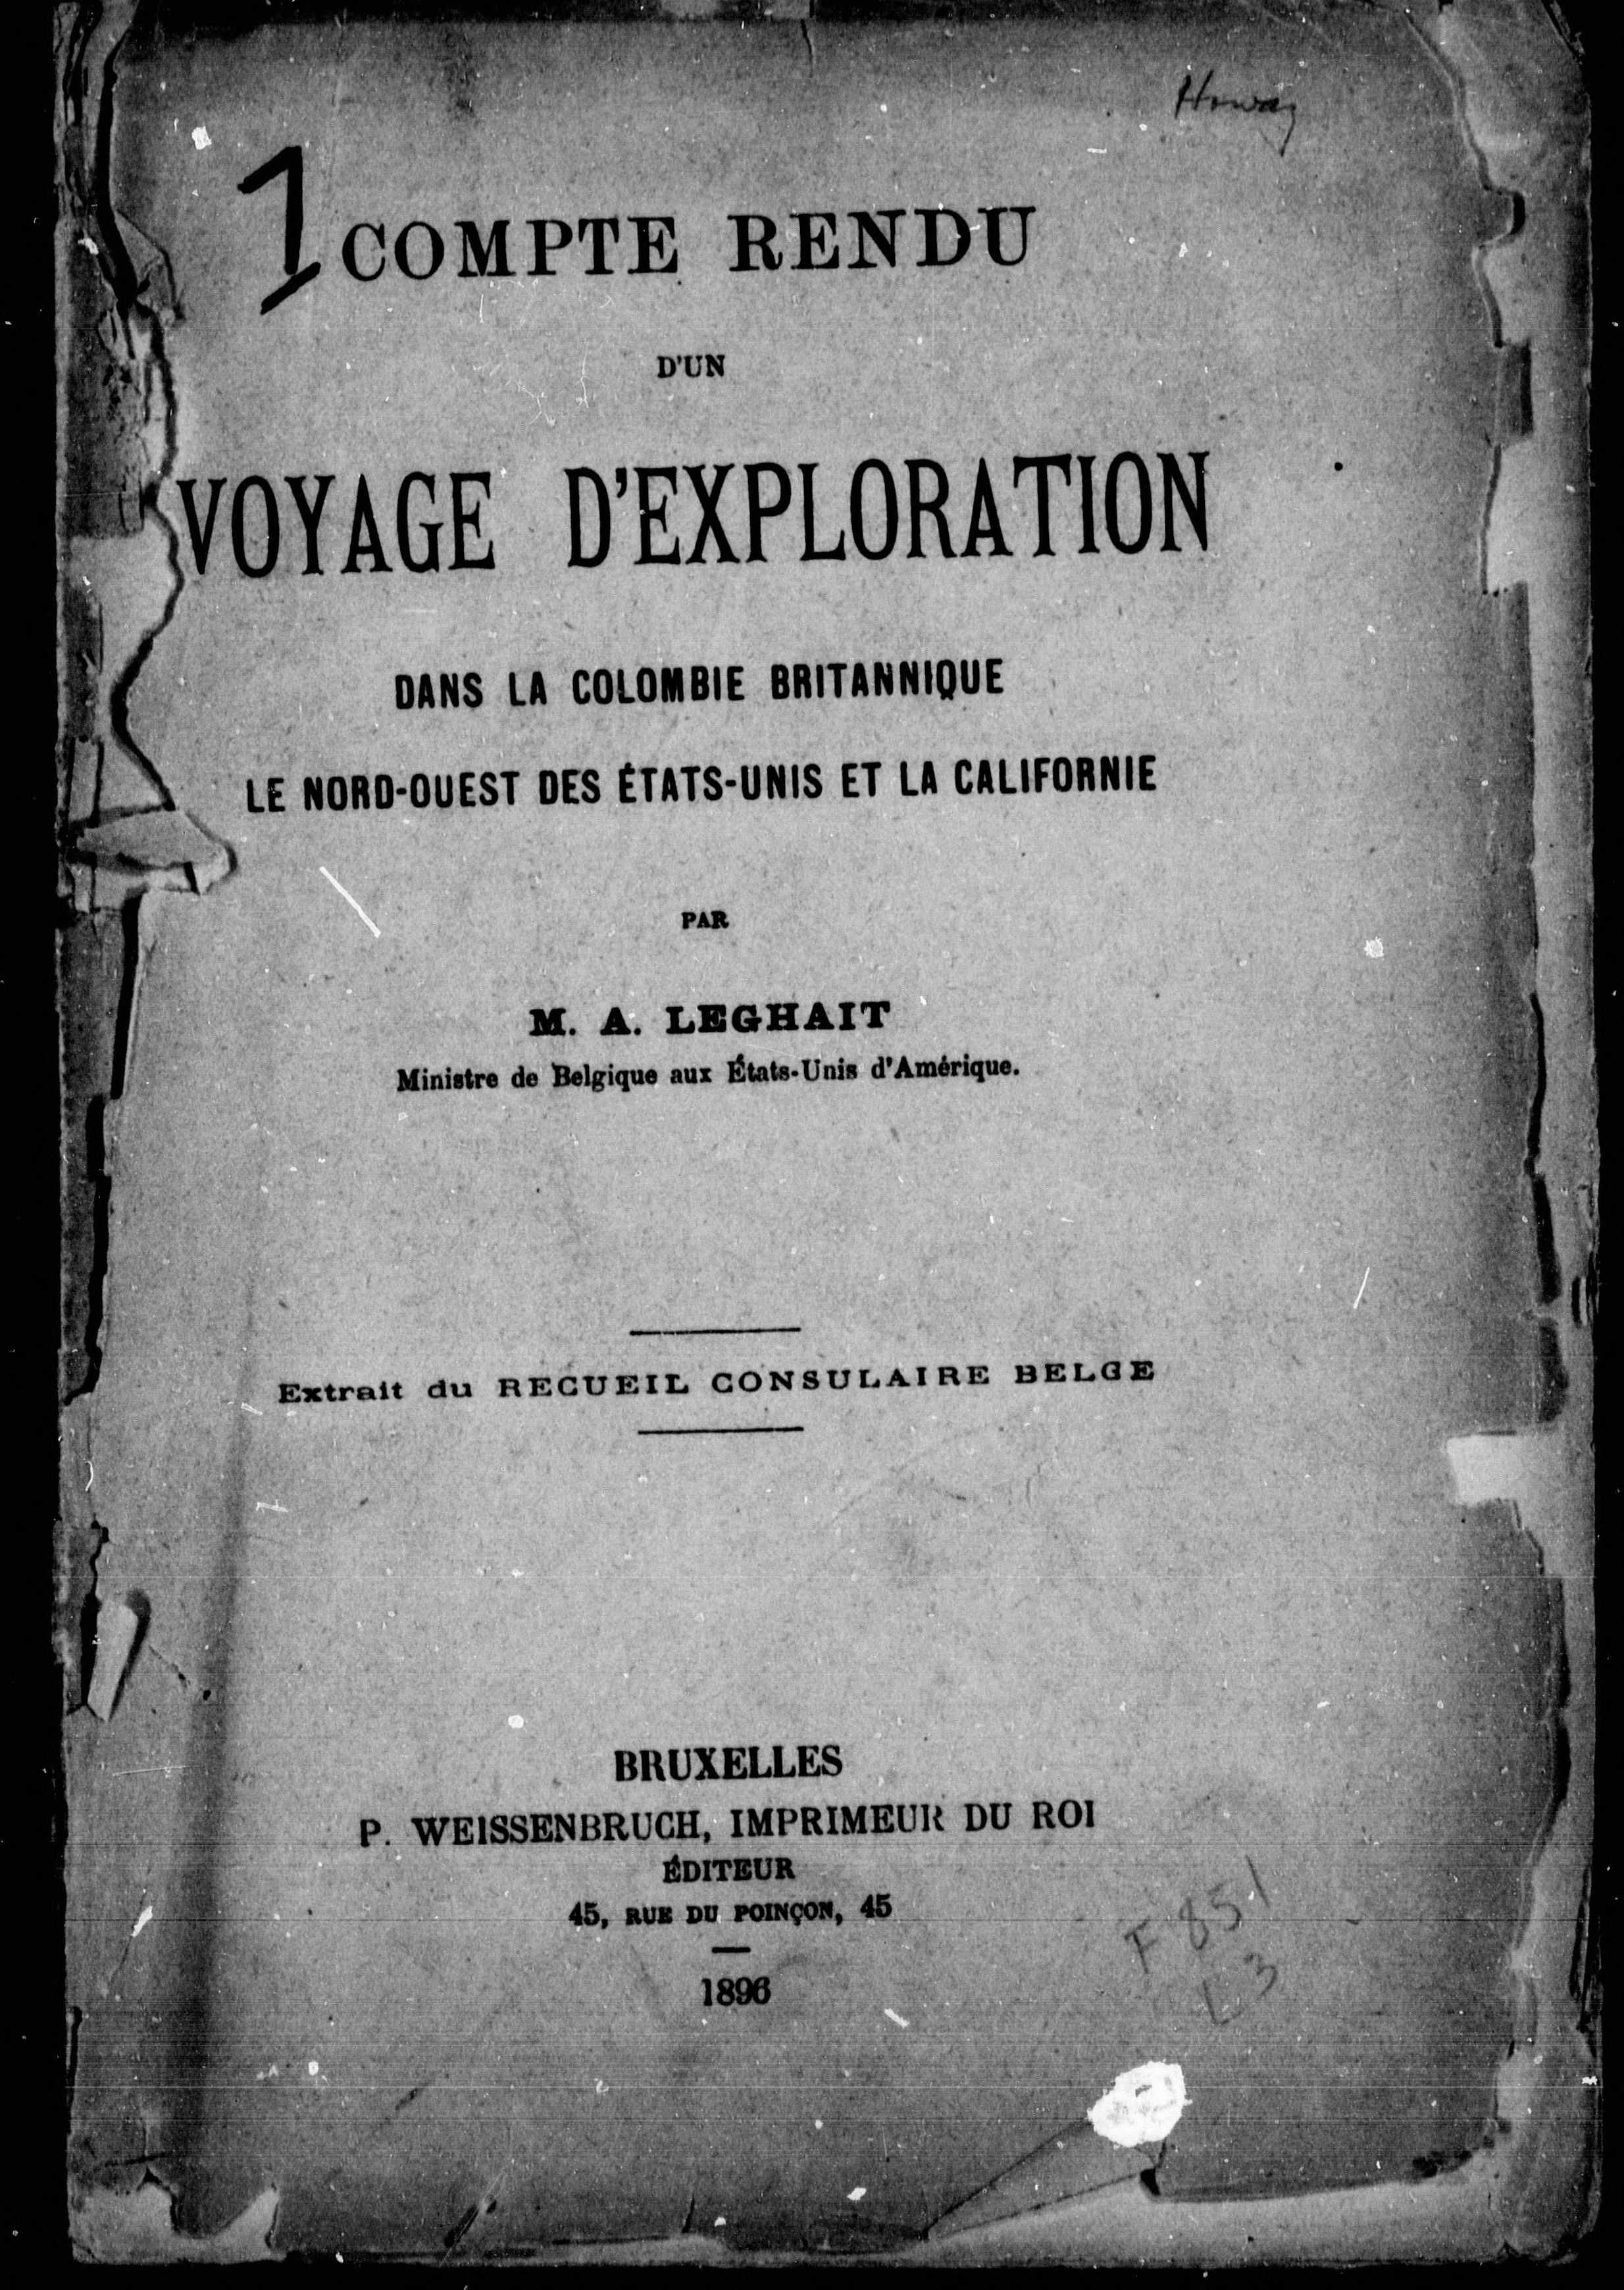 Howay
1
COMPTE RENDU
D'UN
VOYAGE D'EXPLORATION
DANS LA COLOMBIE BRITANNIQUE
LE NORD-OUEST DES ÉTATS-UNIS ET LA CALIFORNIE
PAR
M. A. LEGHAIT
Ministre de Belgique aux États-Unis d'Amérique.
Extrait du RECUEIL CONSULAIRE BELGE
BRUXELLES
P. WEISSENBRUCH, IMPRIMEUR DU ROI
ÉDITEUR
45, RUE DU POINÇON, 45
1896
F 851
L3